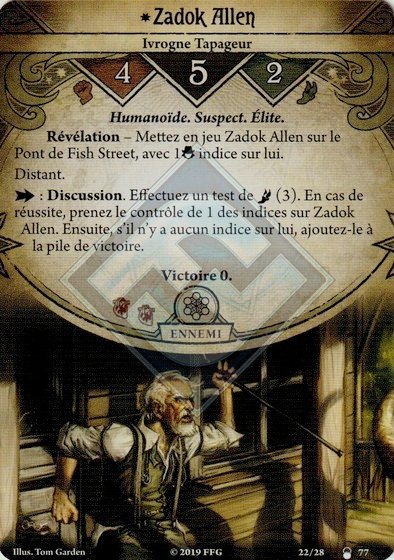 Zadok Allen
Ivrogne Tapageur
4 5 2
Humanoïde. Suspect. Élite.
Révélation – Mettez en jeu Zadok Allen sur le
Pont de Fish Street, avec 1 indice sur lui.
Distant.
: Discussion. Effectuez un test de (3). En cas de
réussite, prenez le contrôle de 1 des indices sur Zadok
Allen. Ensuite, s'il n'y a aucun indice sur lui, ajoutez-le à
la pile de victoire.
Victoire 0.
ENNEMI
Illus. Tom Garden © 2019 FFG 22/28 77